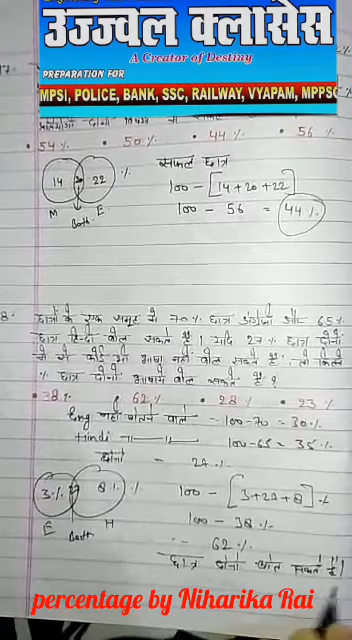 उज्ज्वल क्लासेस
A Creator of Destiny
PREPARATION FOR
MPSI, POLICE, BANK, SSC, RAILWAY, VYAPAM, MPPSC
• 54% • 50% • 44% • 56%
14 20 22 %
M Both E
सफल छात्र
100 - [14+20+22]
100 - 56 = 44%
8. छात्रों के एक समूह में 70% छात्र अंग्रेजी और 65%
छात्र हिन्दी बोल सकते हैं। यदि 27% छात्र दोनों
में से कोई भी भाषा नहीं बोल सकते हैं, तो कितने
% छात्र दोनों भाषायें बोल सकते हैं?
• 38% 62% • 28% • 23%
Eng नहीं बोलने वाले - 100-70 = 30%
Hindi 100-65 = 35%
दोनों = 27%
3% 8%
E Both H
100 - [3+27+8] %
100 - 38%
62%
छात्र दोनों बोल सकते हैं।
percentage by Niharika Rai